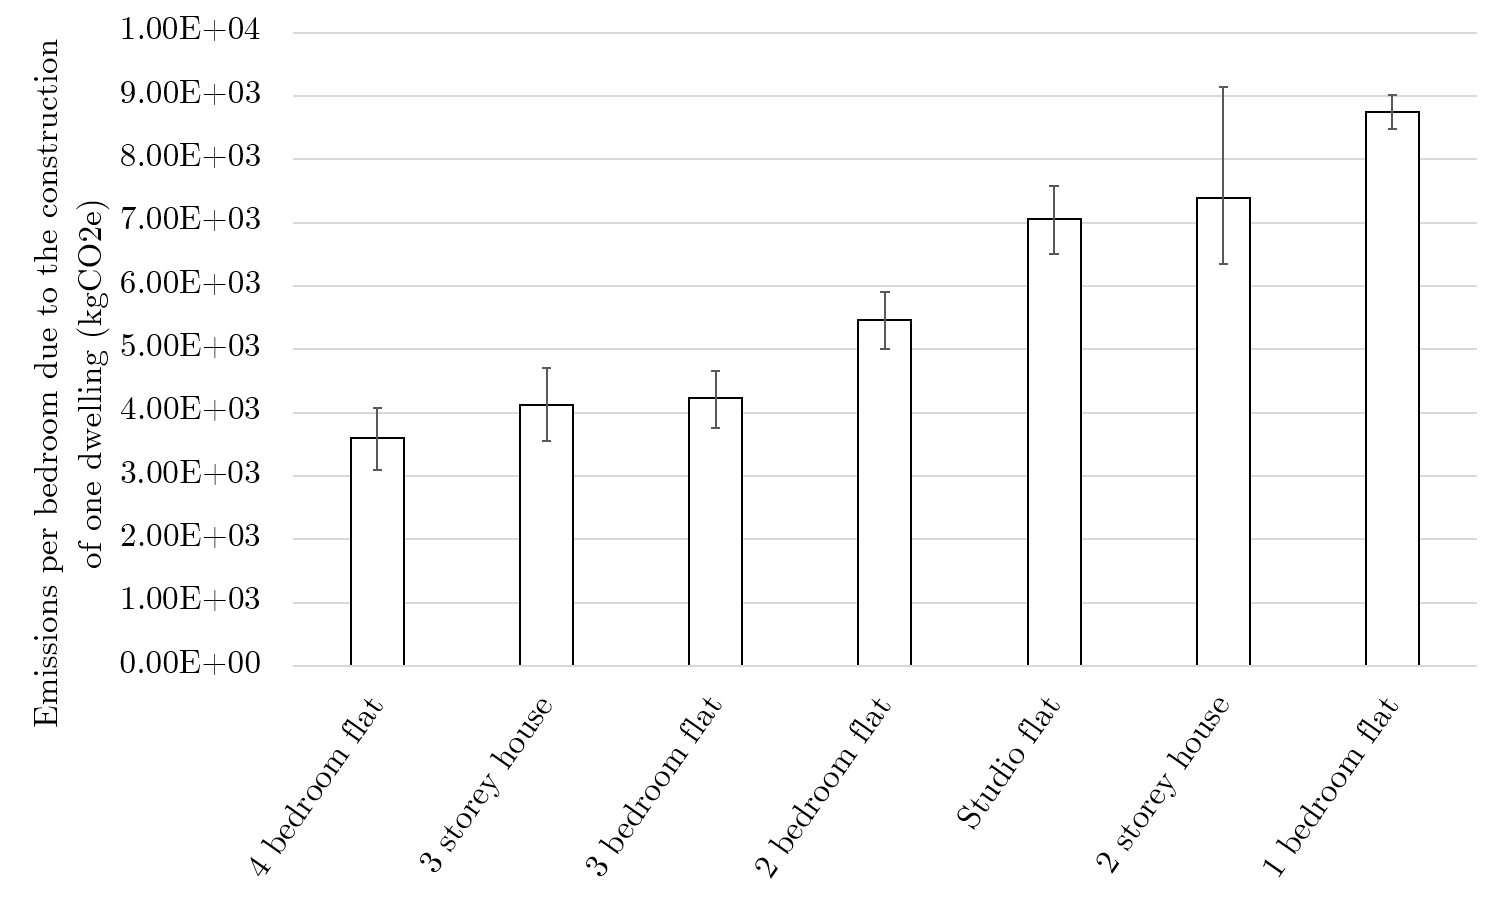 Emissions per bedroom due to the construction
of one dwelling (kgCO2e)
1.00E+04
9.00E+03
8.00E+03
7.00E+03
6.00E+03
5.00E+03
4.00E+03
3.00E+03
2.00E+03
1.00E+03
0.00E+00
4 bedroom flat
3 storey house
3 bedroom flat
2 bedroom flat
Studio flat
2 storey house
1 bedroom flat